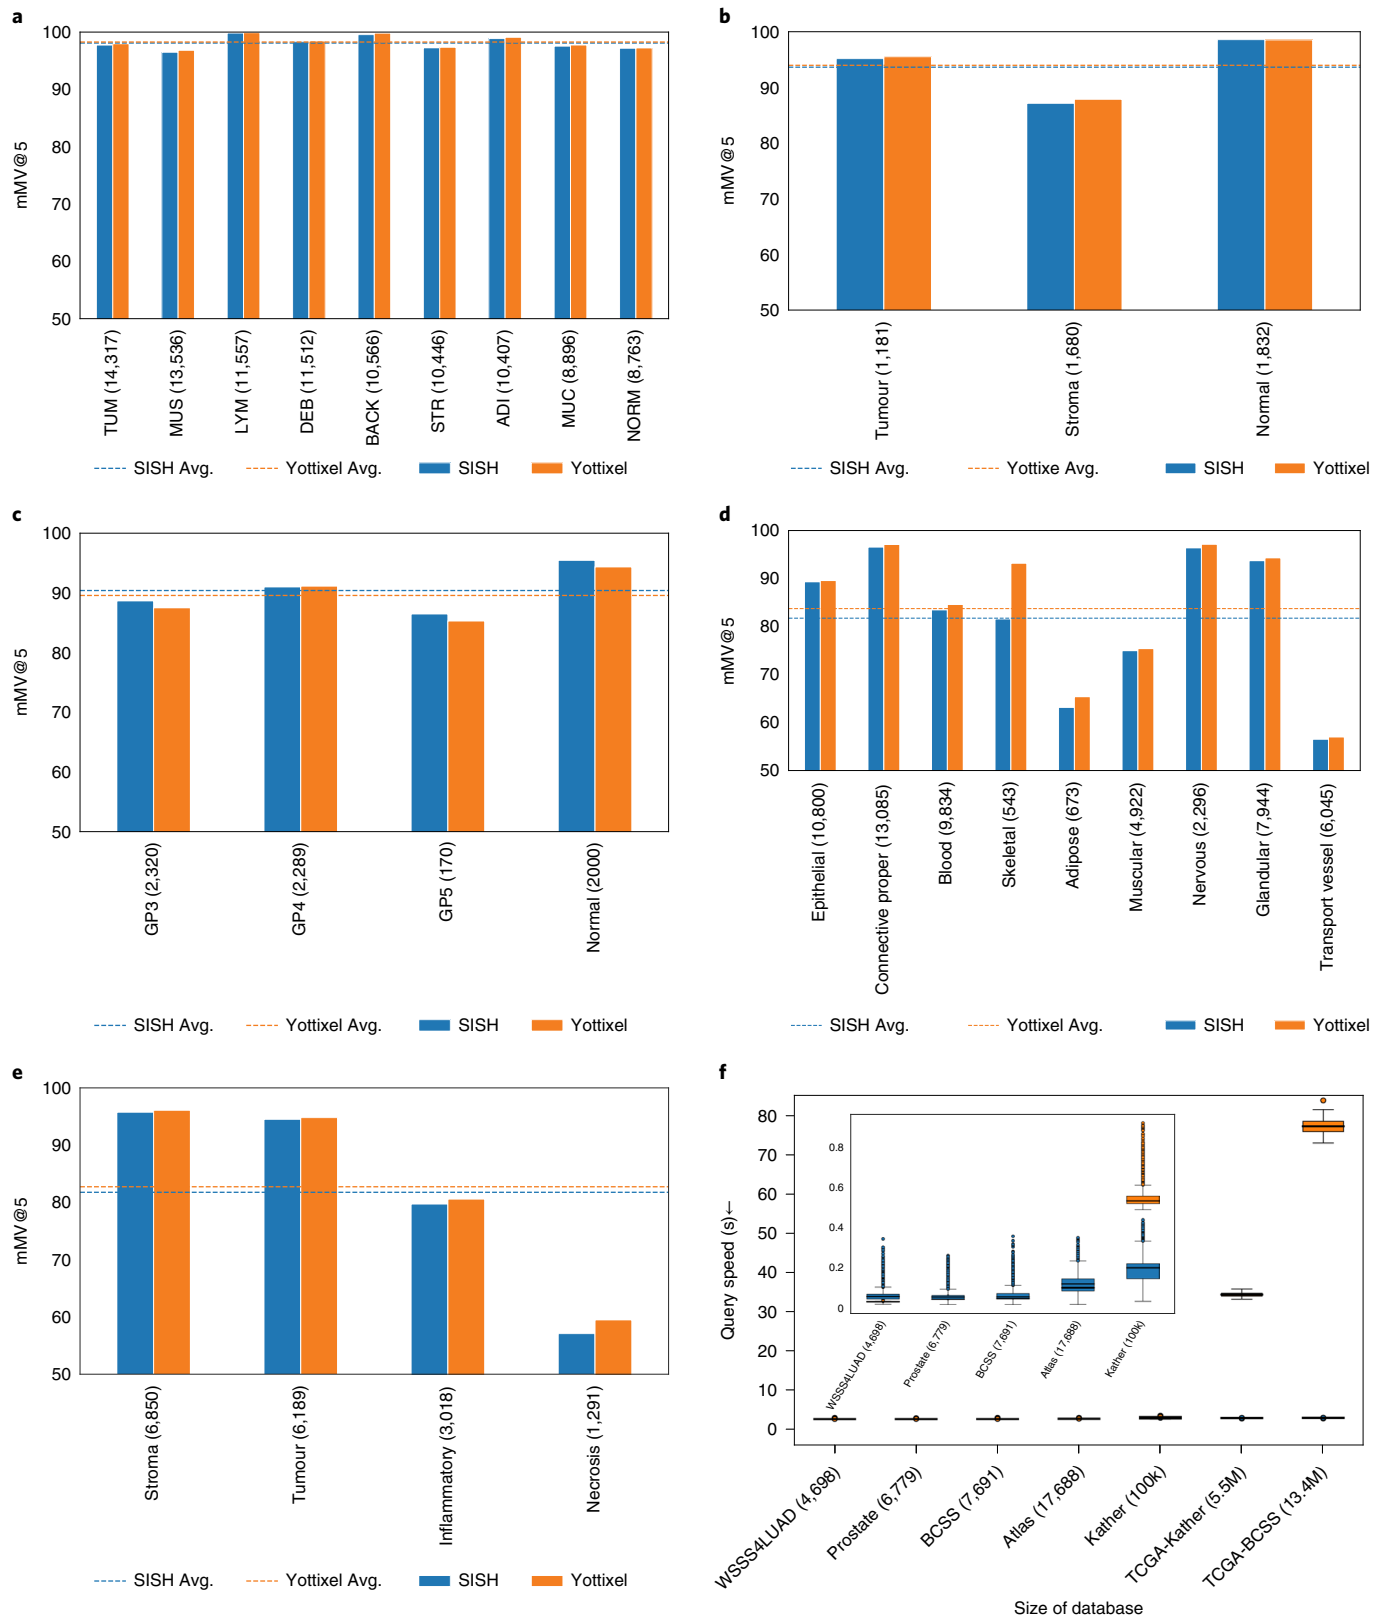 a
100
90
80
70
60
50
mMV@5
TUM (14,317)
MUS (13,536)
LYM (11,557)
DEB (11,512)
BACK (10,566)
STR (10,446)
ADI (10,407)
MUC (8,896)
NORM (8,763)
SISH Avg. Yottixel Avg. SISH Yottixel
b
100
90
80
70
60
50
mMV@5
Tumour (1,181)
Stroma (1,680)
Normal (1,832)
SISH Avg. Yottixe Avg. SISH Yottixel
c
100
90
80
70
60
50
mMV@5
GP3 (2,320)
GP4 (2,289)
GP5 (170)
Normal (2000)
SISH Avg. Yottixel Avg. SISH Yottixel
d
100
90
80
70
60
50
mMV@5
Epithelial (10,800)
Connective proper (13,085)
Blood (9,834)
Skeletal (543)
Adipose (673)
Muscular (4,922)
Nervous (2,296)
Glandular (7,944)
Transport vessel (6,045)
SISH Avg. Yottixel Avg. SISH Yottixel
e
100
90
80
70
60
50
mMV@5
Stroma (6,850)
Tumour (6,189)
Inflammatory (3,018)
Necrosis (1,291)
SISH Avg. Yottixel Avg. SISH Yottixel
f
80
70
60
50
40
30
20
10
0
Query speed (s)←
0.8
0.6
0.4
0.2
0
WSSS4LUAD (4,698)
Prostate (6,779)
BCSS (7,691)
Atlas (17,688)
Kather (100k)
WSSS4LUAD (4,698)
Prostate (6,779)
BCSS (7,691)
Atlas (17,688)
Kather (100k)
TCGA-Kather (5.5M)
TCGA-BCSS (13.4M)
Size of database